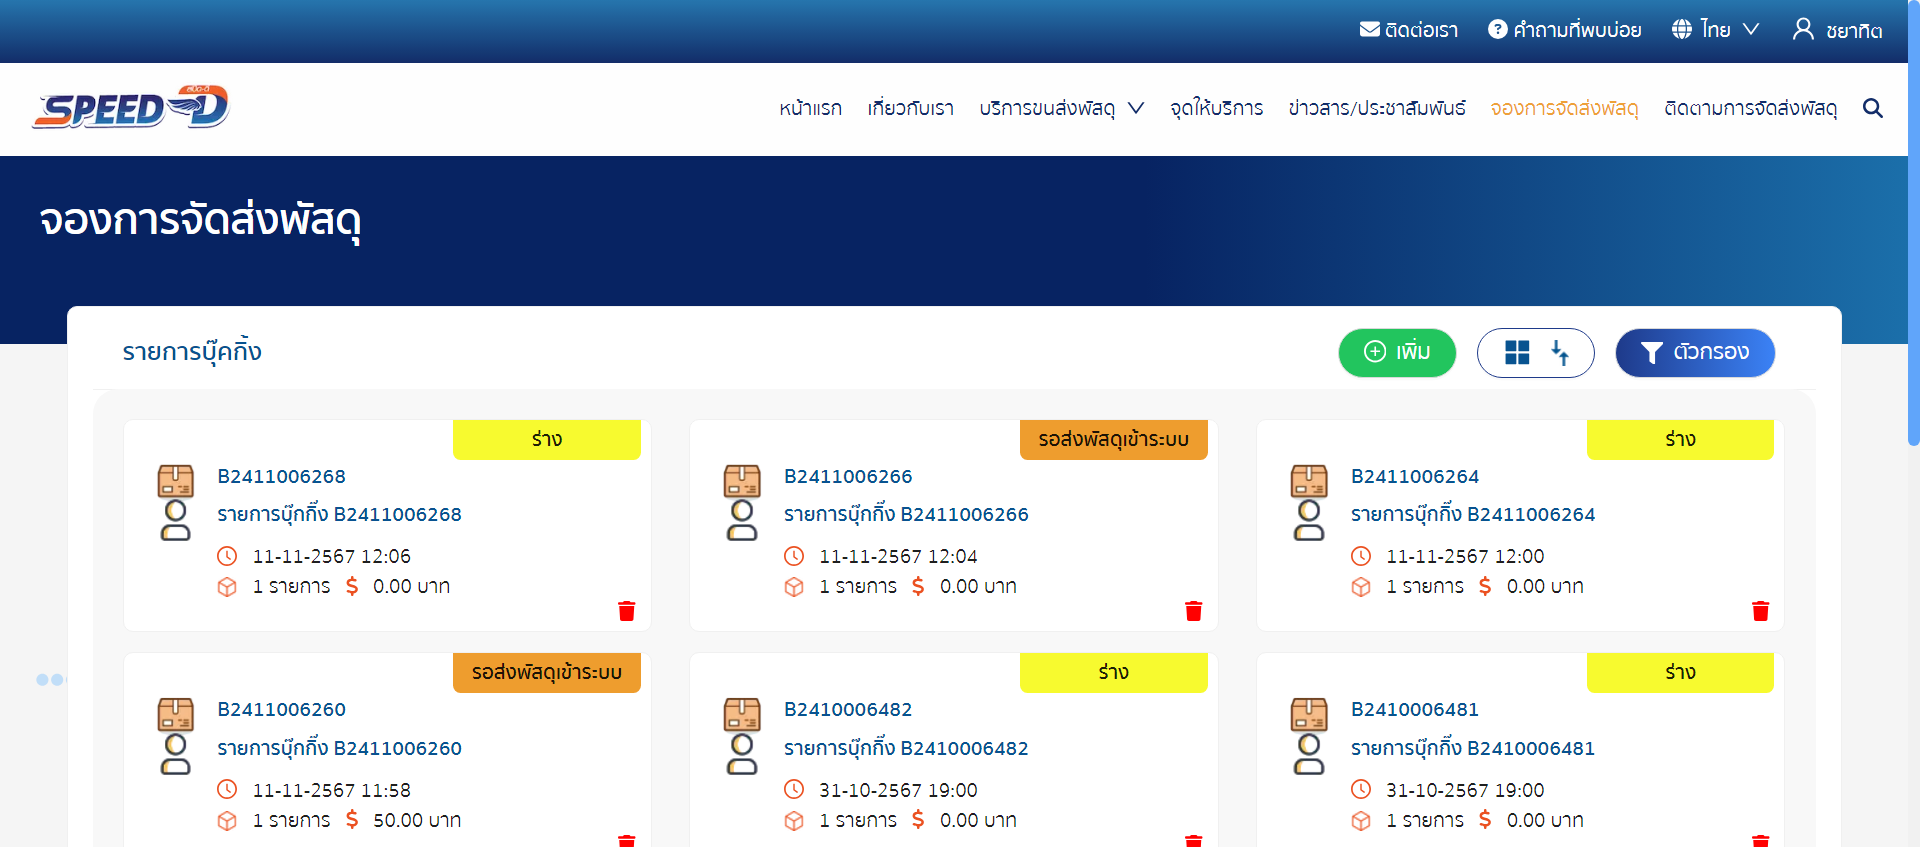 ติดต่อเรา คำถามที่พบบ่อย ไทย ชยาทิต
SPEED-D สปีด-ดี
หน้าแรก เกี่ยวกับเรา บริการขนส่งพัสดุ จุดให้บริการ ข่าวสาร/ประชาสัมพันธ์ จองการจัดส่งพัสดุ ติดตามการจัดส่งพัสดุ
จองการจัดส่งพัสดุ
รายการบุ๊คกิ้ง
เพิ่ม
ตัวกรอง
ร่าง
B2411006268
รายการบุ๊กกิ๊ง B2411006268
11-11-2567 12:06
1 รายการ $ 0.00 บาท
รอส่งพัสดุเข้าระบบ
B2411006266
รายการบุ๊กกิ๊ง B2411006266
11-11-2567 12:04
1 รายการ $ 0.00 บาท
ร่าง
B2411006264
รายการบุ๊กกิ๊ง B2411006264
11-11-2567 12:00
1 รายการ $ 0.00 บาท
รอส่งพัสดุเข้าระบบ
B2411006260
รายการบุ๊กกิ๊ง B2411006260
11-11-2567 11:58
1 รายการ $ 50.00 บาท
ร่าง
B2410006482
รายการบุ๊กกิ๊ง B2410006482
31-10-2567 19:00
1 รายการ $ 0.00 บาท
ร่าง
B2410006481
รายการบุ๊กกิ๊ง B2410006481
31-10-2567 19:00
1 รายการ $ 0.00 บาท